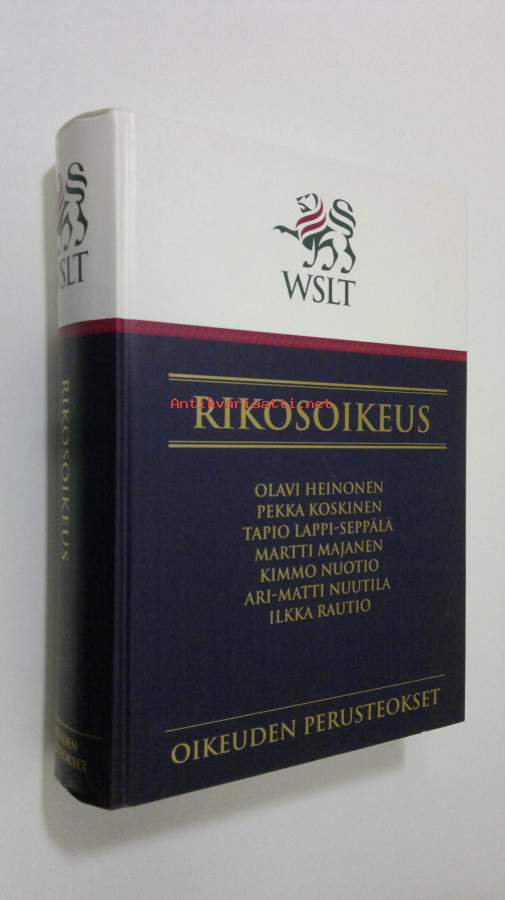 WSLT
RIKOSOIKEUS
Antikvariaatti.net
OLAVI HEINONEN
PEKKA KOSKINEN
TAPIO LAPPI-SEPPÄLÄ
MARTTI MAJANEN
KIMMO NUOTIO
ARI-MATTI NUUTILA
ILKKA RAUTIO
OIKEUDEN PERUSTEOKSET
WSLT
RIKOSOIKEUS